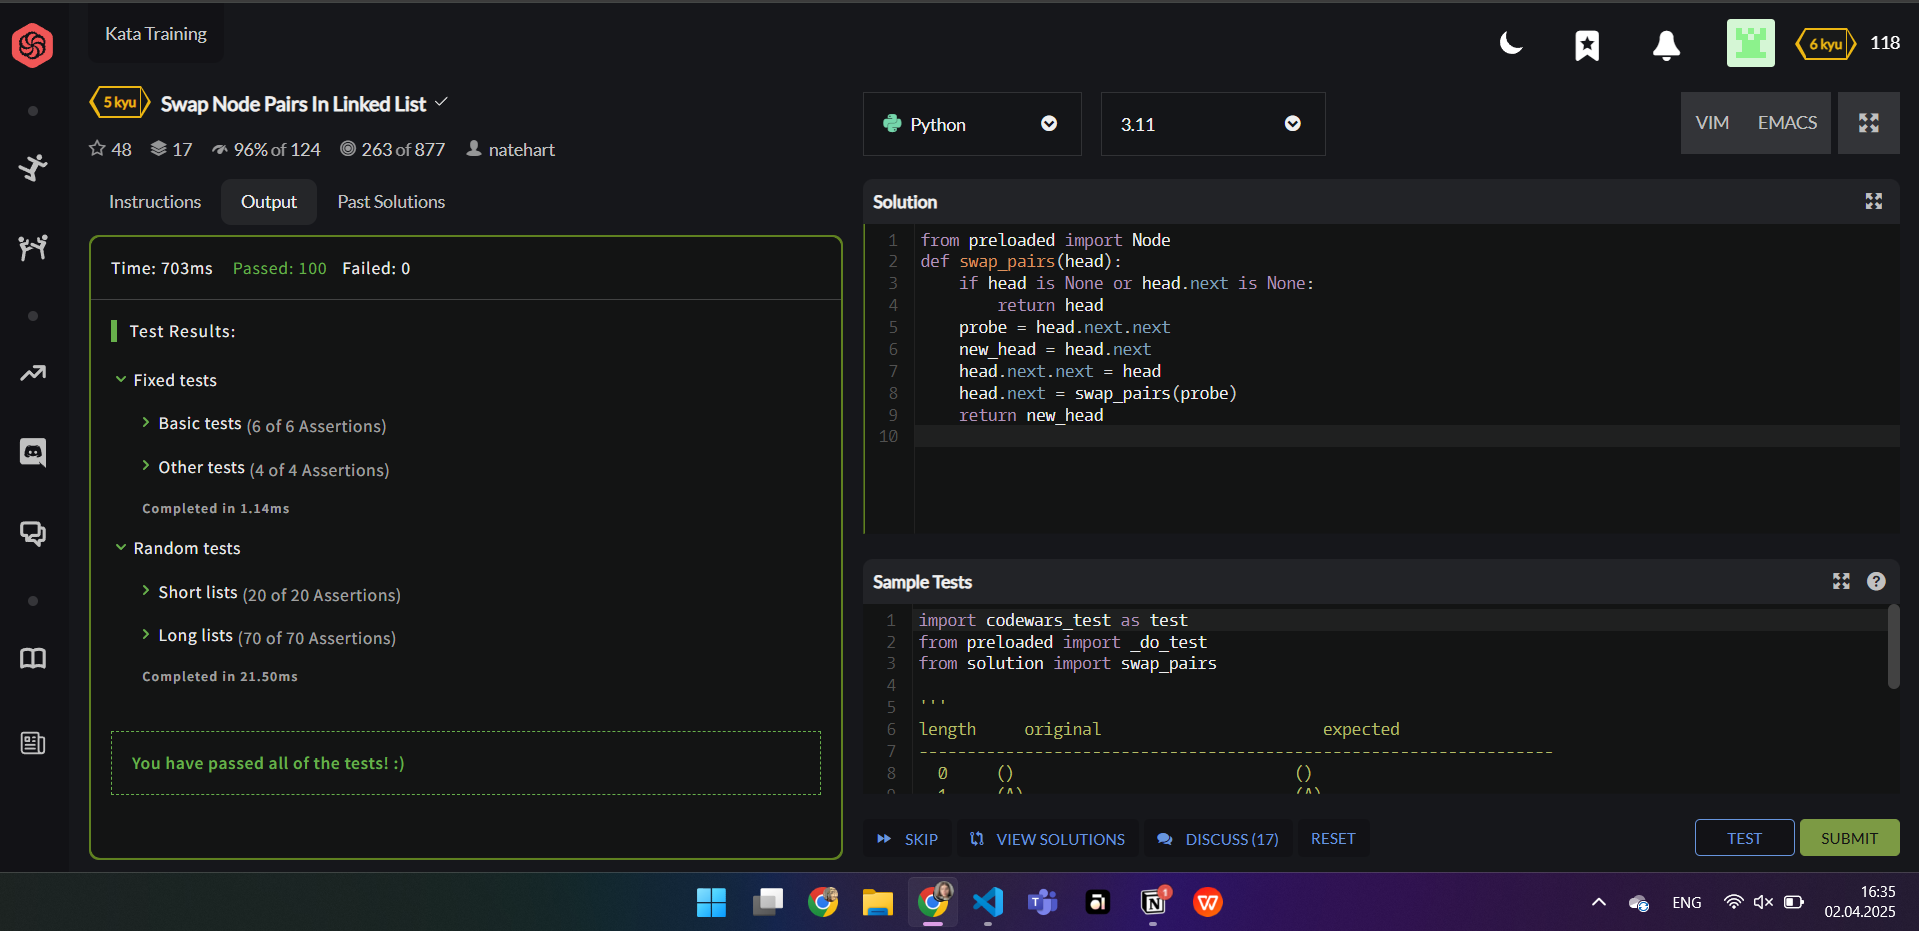 Kata Training
6 kyu
118
5 kyu
Swap Node Pairs In Linked List
48
17
96% of 124
263 of 877
natehart
Instructions
Output
Past Solutions
Time: 703ms
Passed: 100
Failed: 0
Test Results:
Fixed tests
Basic tests (6 of 6 Assertions)
Other tests (4 of 4 Assertions)
Completed in 1.14ms
Random tests
Short lists (20 of 20 Assertions)
Long lists (70 of 70 Assertions)
Completed in 21.50ms
You have passed all of the tests! :)
Python
3.11
VIM
EMACS
Solution
1 from preloaded import Node
2 def swap_pairs(head):
3     if head is None or head.next is None:
4         return head
5     probe = head.next.next
6     new_head = head.next
7     head.next.next = head
8     head.next = swap_pairs(probe)
9     return new_head
10
Sample Tests
?
1 import codewars_test as test
2 from preloaded import _do_test
3 from solution import swap_pairs
4
5 '''
6 length     original                       expected
7 ------------------------------------------------------------------
8   0     ()                              ()
9   1     (A)                             (A)
SKIP
VIEW SOLUTIONS
DISCUSS (17)
RESET
TEST
SUBMIT
1
ENG
16:35
02.04.2025